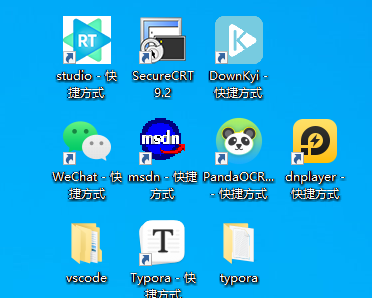 RT
studio - 快
捷方式
SecureCRT
9.2
DownKyi -
快捷方式
msdn
WeChat - 快
捷方式
msdn - 快捷
方式
PandaOCR...
- 快捷方式
dnplayer -
快捷方式
T
vscode
Typora - 快
捷方式
typora